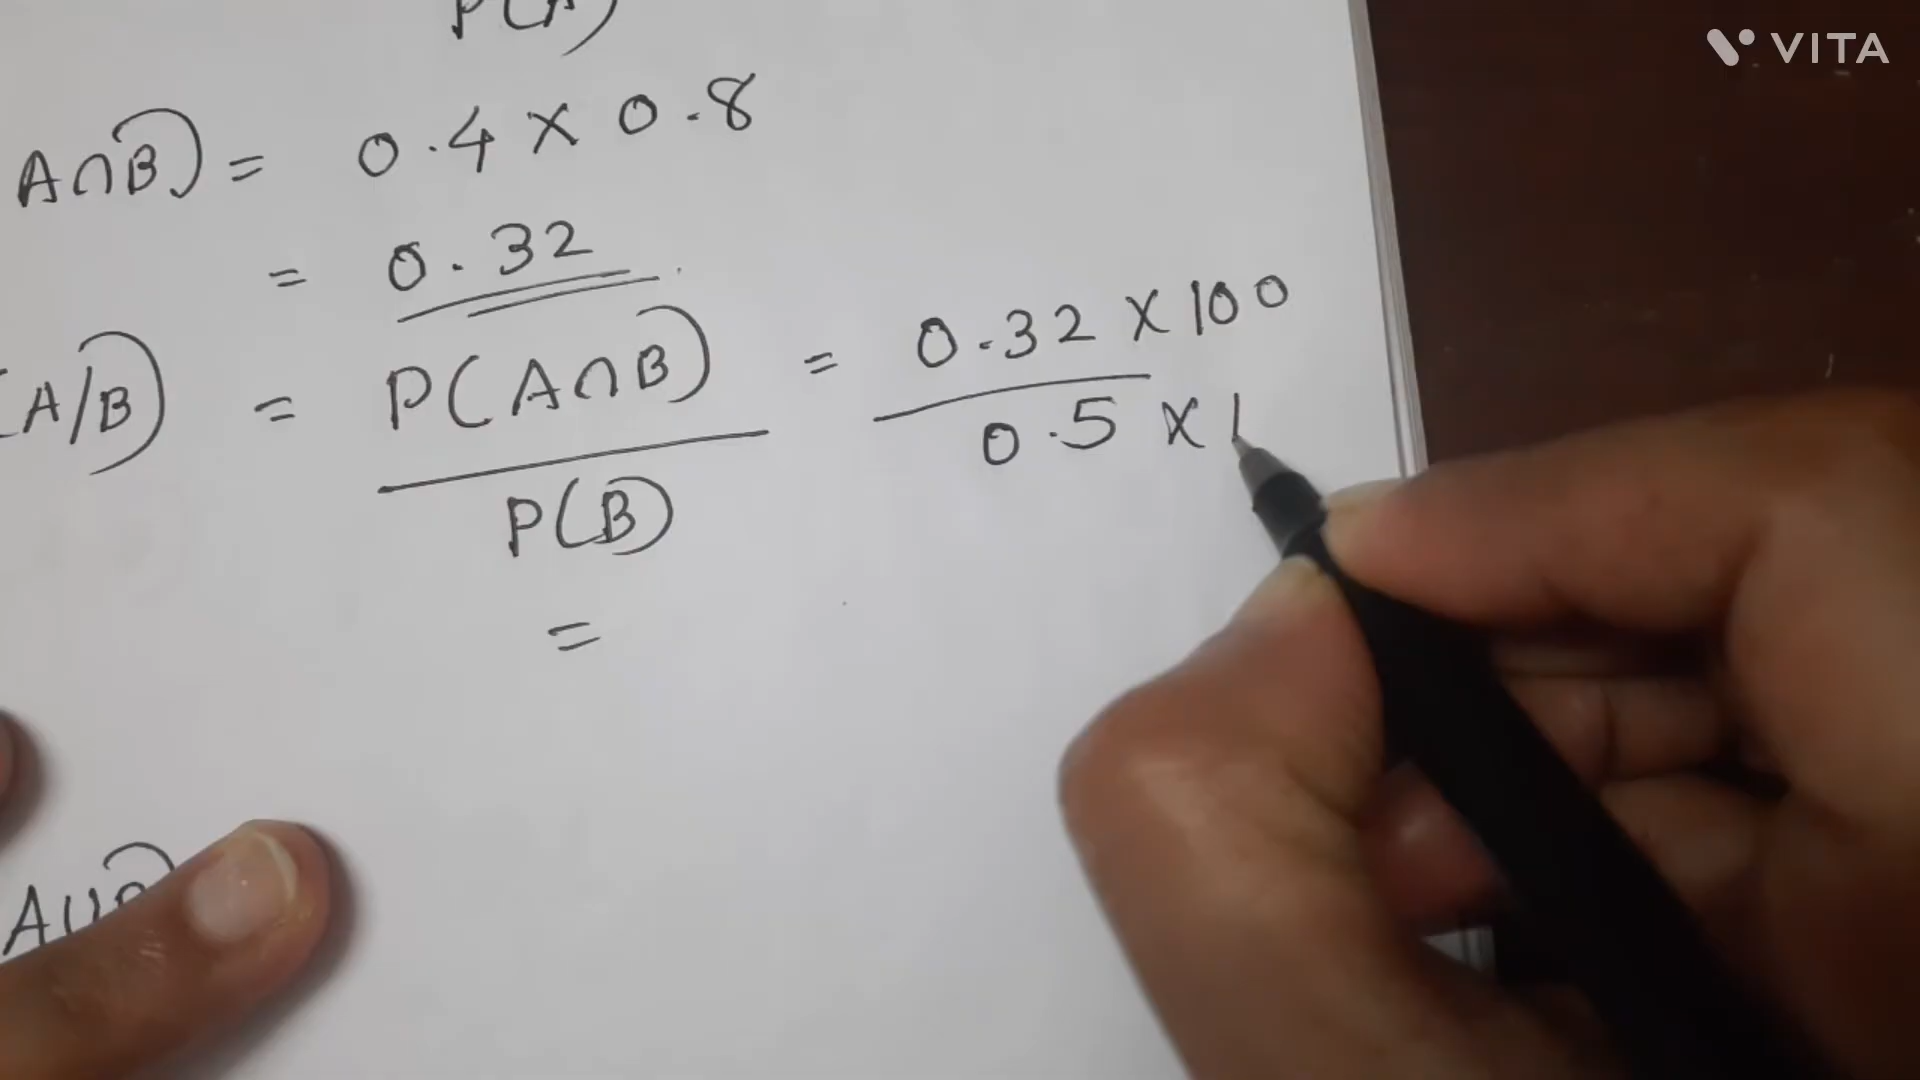 P(A)
VITA
A∩B) = 0.4 × 0.8
= 0.32
(A/B) = P(A∩B) / P(B) = 0.32 × 100 / 0.5 × 1
=
A∪